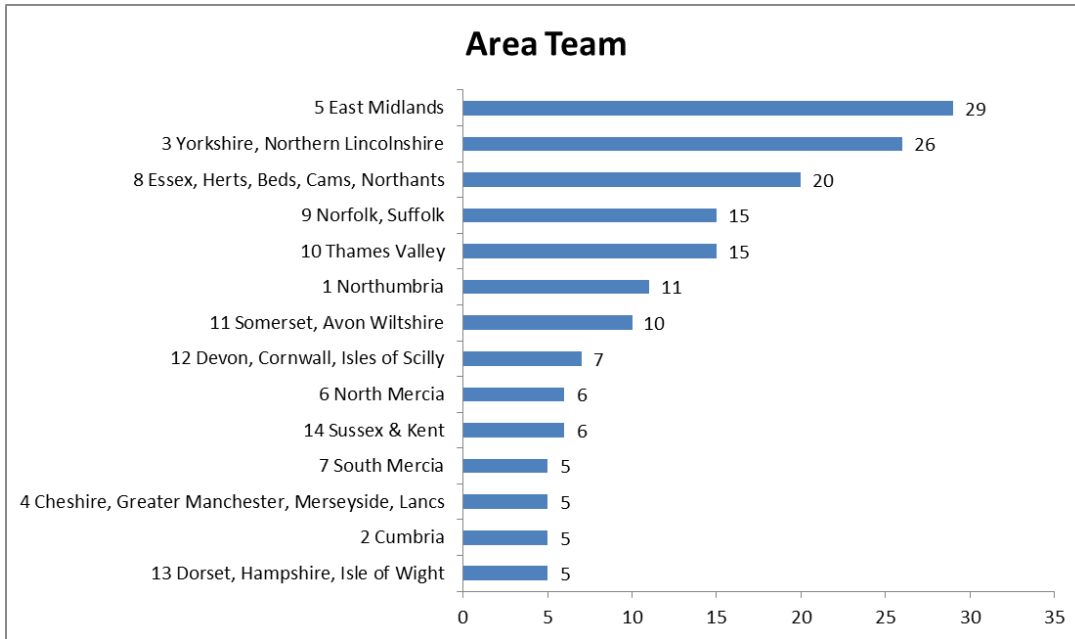 Area Team
5 East Midlands 29
3 Yorkshire, Northern Lincolnshire 26
8 Essex, Herts, Beds, Cams, Northants 20
9 Norfolk, Suffolk 15
10 Thames Valley 15
1 Northumbria 11
11 Somerset, Avon Wiltshire 10
12 Devon, Cornwall, Isles of Scilly 7
6 North Mercia 6
14 Sussex & Kent 6
7 South Mercia 5
4 Cheshire, Greater Manchester, Merseyside, Lancs 5
2 Cumbria 5
13 Dorset, Hampshire, Isle of Wight 5
0 5 10 15 20 25 30 35